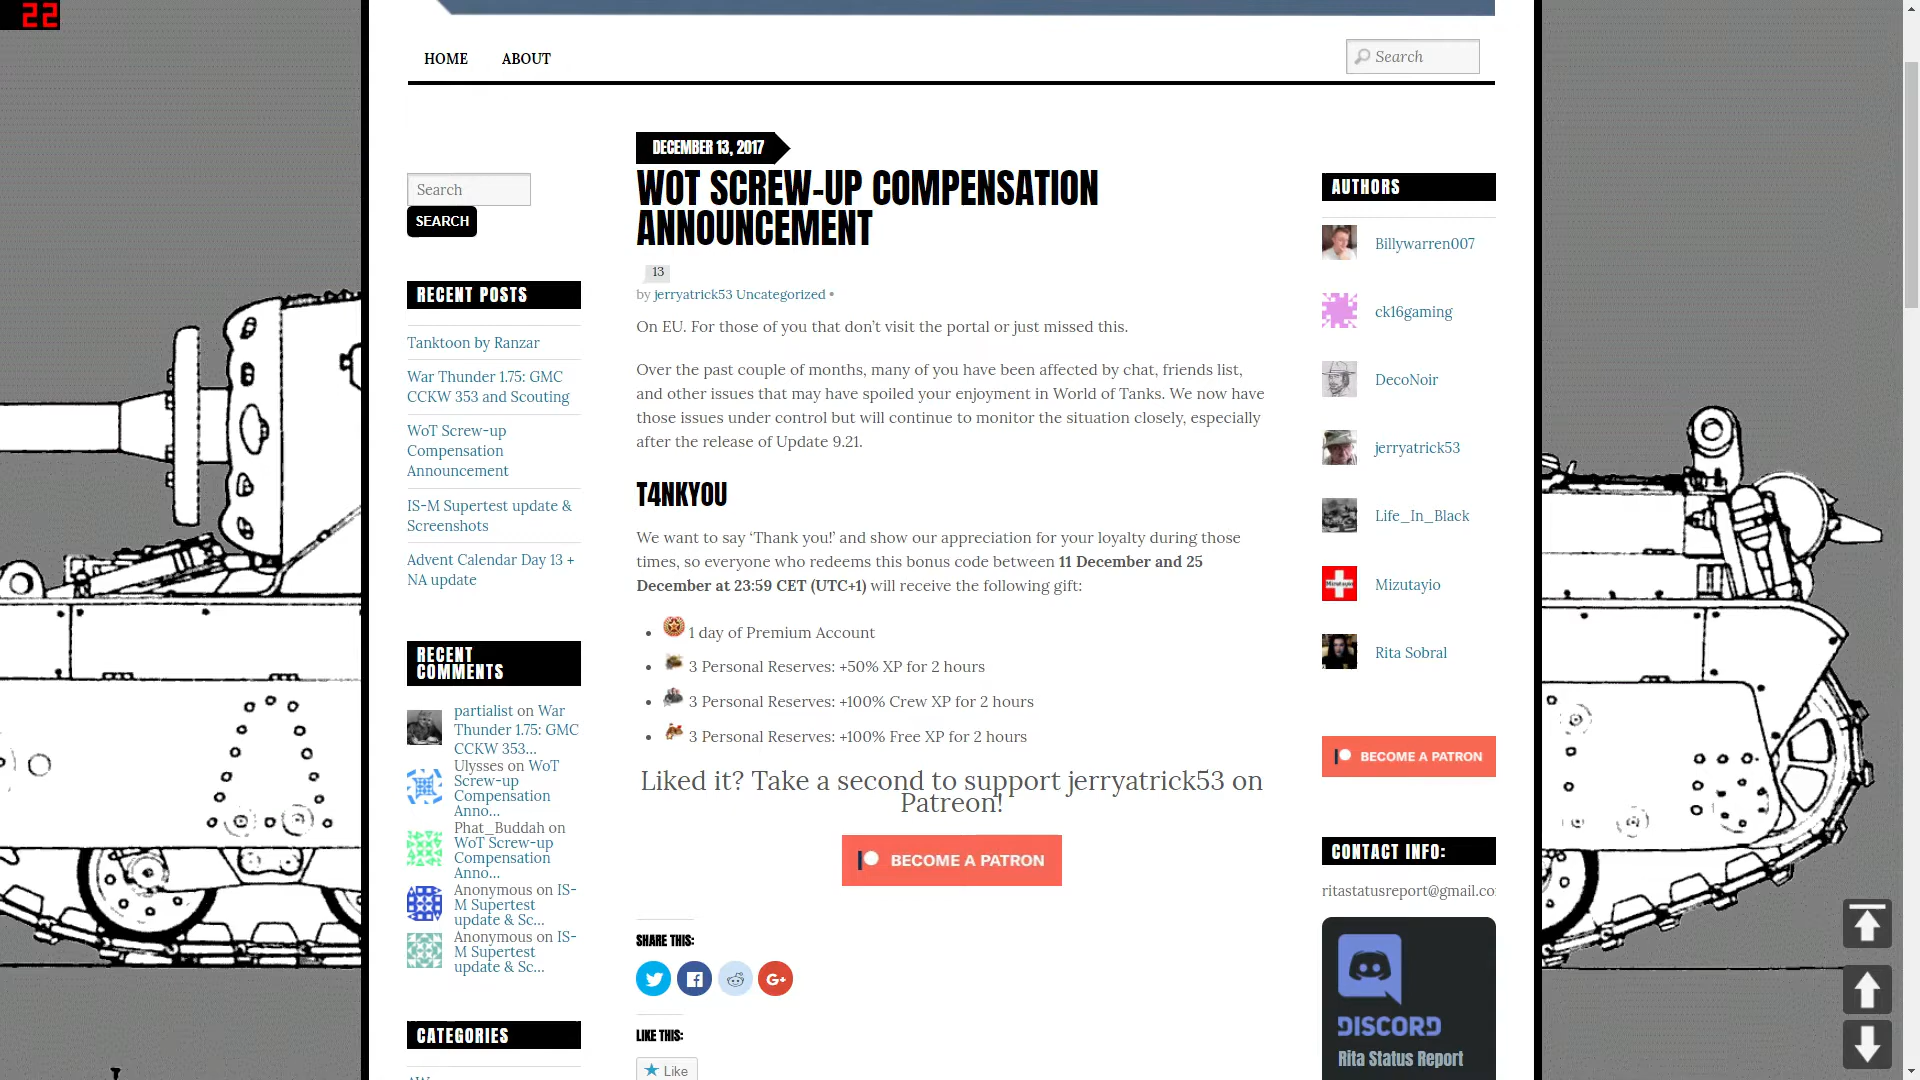 22
HOME
ABOUT
Search
DECEMBER 13, 2017
WOT SCREW-UP COMPENSATION
ANNOUNCEMENT
13
by jerryatrick53 Uncategorized •
On EU. For those of you that don’t visit the portal or just missed this.
Over the past couple of months, many of you have been affected by chat, friends list,
and other issues that may have spoiled your enjoyment in World of Tanks. We now have
those issues under control but will continue to monitor the situation closely, especially
after the release of Update 9.21.
T4NKYOU
We want to say ‘Thank you!’ and show our appreciation for your loyalty during those
times, so everyone who redeems this bonus code between 11 December and 25
December at 23:59 CET (UTC+1) will receive the following gift:
1 day of Premium Account
3 Personal Reserves: +50% XP for 2 hours
3 Personal Reserves: +100% Crew XP for 2 hours
3 Personal Reserves: +100% Free XP for 2 hours
Liked it? Take a second to support jerryatrick53 on
Patreon!
BECOME A PATRON
SHARE THIS:
G+
LIKE THIS:
Like
Search
SEARCH
RECENT POSTS
Tanktoon by Ranzar
War Thunder 1.75: GMC
CCKW 353 and Scouting
WoT Screw-up
Compensation
Announcement
IS-M Supertest update &
Screenshots
Advent Calendar Day 13 +
NA update
RECENT
COMMENTS
partialist on War
Thunder 1.75: GMC
CCKW 353...
Ulysses on WoT
Screw-up
Compensation
Anno...
Phat_Buddah on
WoT Screw-up
Compensation
Anno...
Anonymous on IS-
M Supertest
update & Sc...
Anonymous on IS-
M Supertest
update & Sc...
CATEGORIES
AUTHORS
Billywarren007
ck16gaming
DecoNoir
jerryatrick53
Life_In_Black
Mizutayio
Mizutayio
Rita Sobral
BECOME A PATRON
CONTACT INFO:
ritastatusreport@gmail.co
DISCORD
Rita Status Report